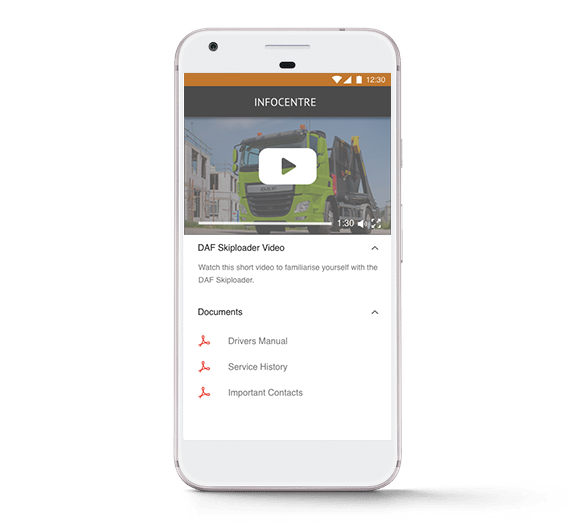 12:30
INFOCENTRE
DAF
1:30
DAF Skiploader Video
Watch this short video to familiarise yourself with the
DAF Skiploader.
Documents
Drivers Manual
Service History
Important Contacts